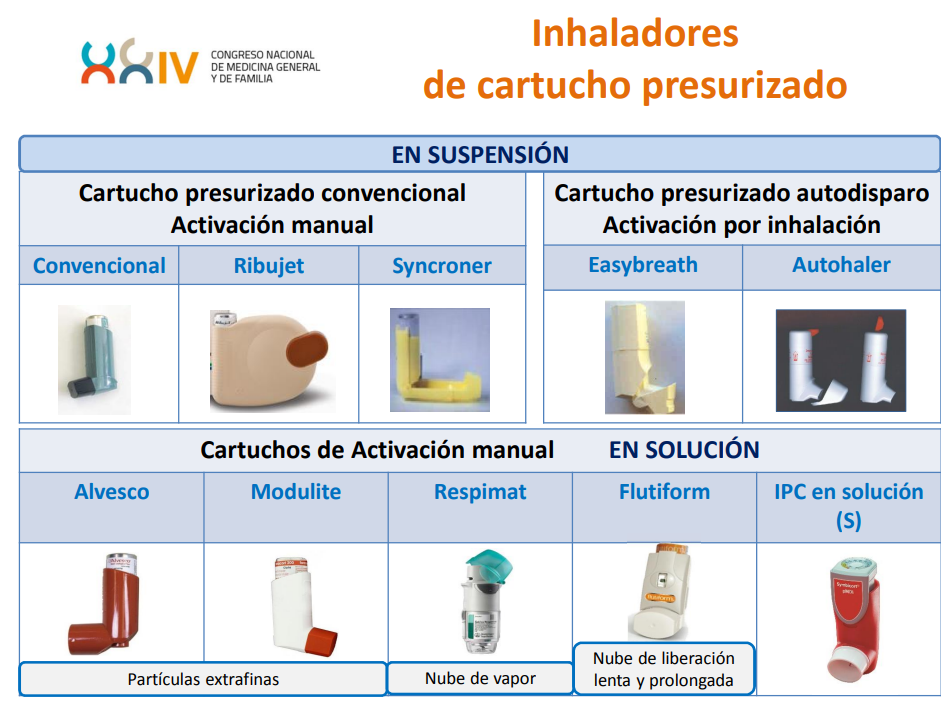 XXIV
CONGRESO NACIONAL
DE MEDICINA GENERAL
Y DE FAMILIA
Inhaladores
de cartucho presurizado
EN SUSPENSIÓN
Cartucho presurizado convencional
Activación manual
Cartucho presurizado autodisparo
Activación por inhalación
Convencional
Ribujet
Syncroner
Easybreath
Autohaler
Cartuchos de Activación manual EN SOLUCIÓN
Alvesco
Modulite
Respimat
Flutiform
IPC en solución
(S)
Partículas extrafinas
Nube de vapor
Nube de liberación
lenta y prolongada